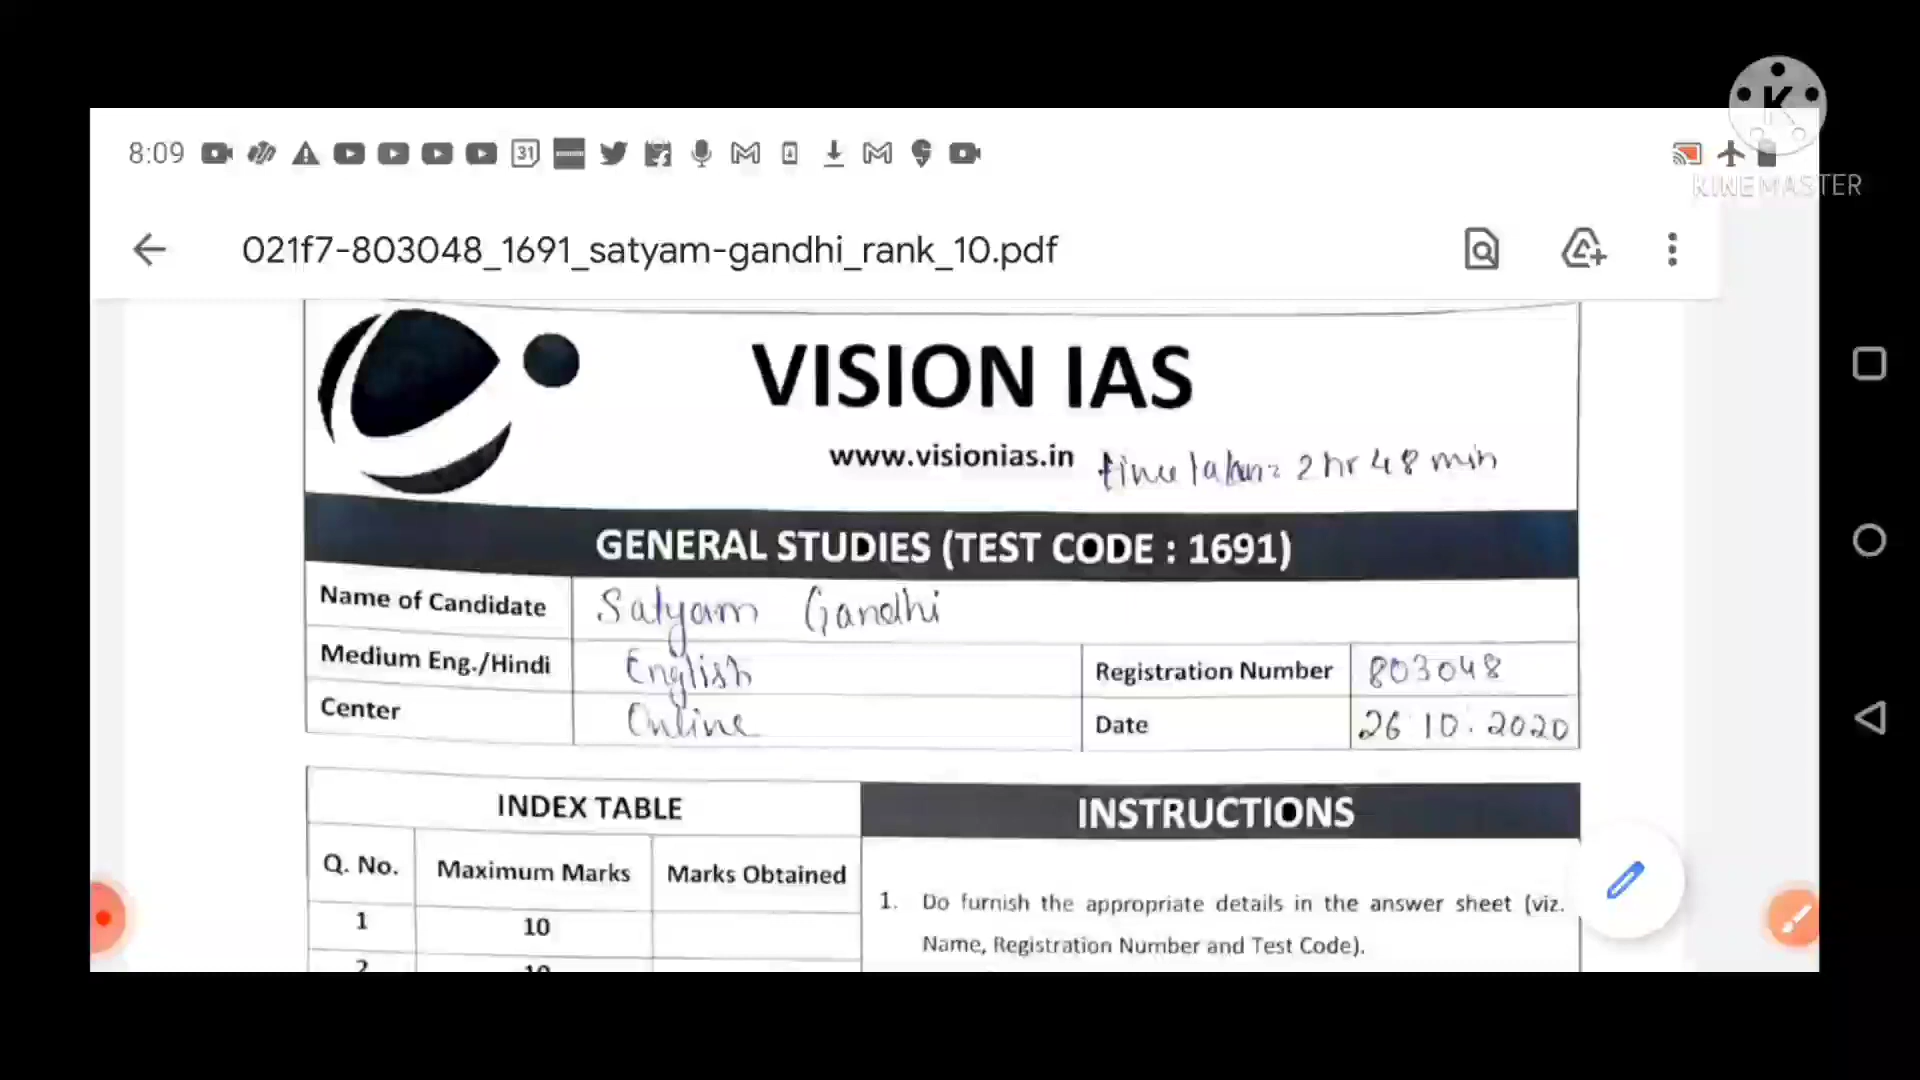 KINEMASTER
8:09
31
021f7-803048_1691_satyam-gandhi_rank_10.pdf
VISION IAS
www.visionias.in
time taken = 2 hr 48 min
GENERAL STUDIES (TEST CODE : 1691)
Name of Candidate Satyam Gandhi
Medium Eng./Hindi English Registration Number 803048
Center Online Date 26.10.2020
INDEX TABLE
Q. No. Maximum Marks Marks Obtained
1 10
2 10
INSTRUCTIONS
1. Do furnish the appropriate details in the answer sheet (viz.
Name, Registration Number and Test Code).